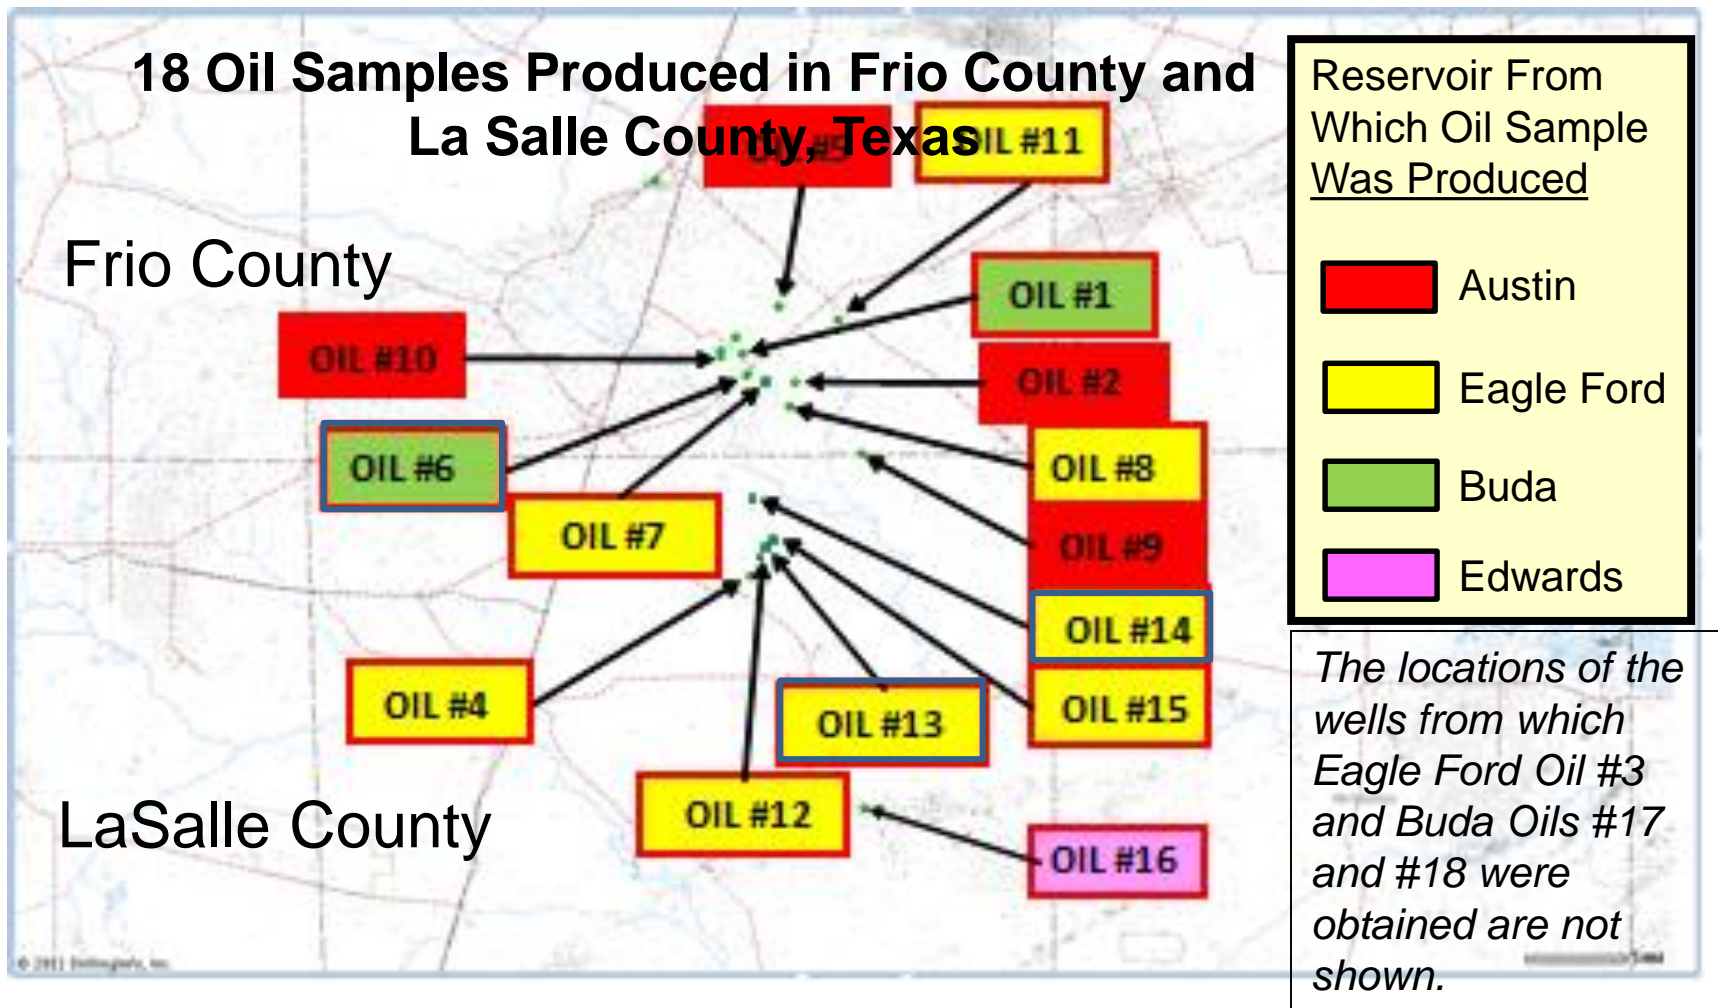 18 Oil Samples Produced in Frio County and
La Salle County, Texas
OIL #5
OIL #11
Frio County
OIL #1
OIL #10
OIL #2
OIL #6
OIL #8
OIL #7
OIL #9
OIL #14
OIL #4
OIL #13
OIL #15
LaSalle County
OIL #12
OIL #16
Reservoir From
Which Oil Sample
Was Produced
Austin
Eagle Ford
Buda
Edwards
The locations of the
wells from which
Eagle Ford Oil #3
and Buda Oils #17
and #18 were
obtained are not
shown.